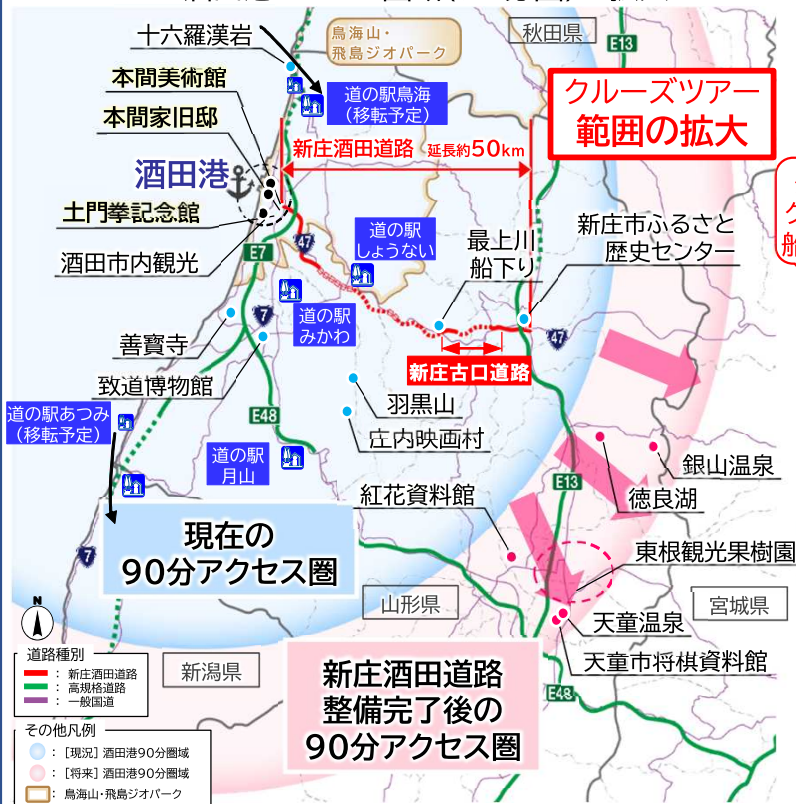 十六羅漢岩
鳥海山・
飛島ジオパーク
秋田県
E13
本間美術館
道の駅鳥海
（移転予定）
クルーズツアー
範囲の拡大
本間家旧邸
新庄酒田道路 延長約50km
酒田港
土門拳記念館
道の駅
しょうない
最上川
船下り
新庄市ふるさと
歴史センター
47
E7
酒田市内観光
7
道の駅
みかわ
47
善寳寺
新庄古口道路
致道博物館
羽黒山
道の駅あつみ
（移転予定）
E48
庄内映画村
道の駅
月山
銀山温泉
徳良湖
E13
紅花資料館
現在の
90分アクセス圏
7
東根観光果樹園
山形県
宮城県
天童温泉
天童市将棋資料館
N
新潟県
新庄酒田道路
整備完了後の
90分アクセス圏
E48
道路種別
： 新庄酒田道路
： 高規格道路
： 一般国道
その他凡例
：［現況］酒田港90分圏域
：［将来］酒田港90分圏域
： 鳥海山・飛島ジオパーク